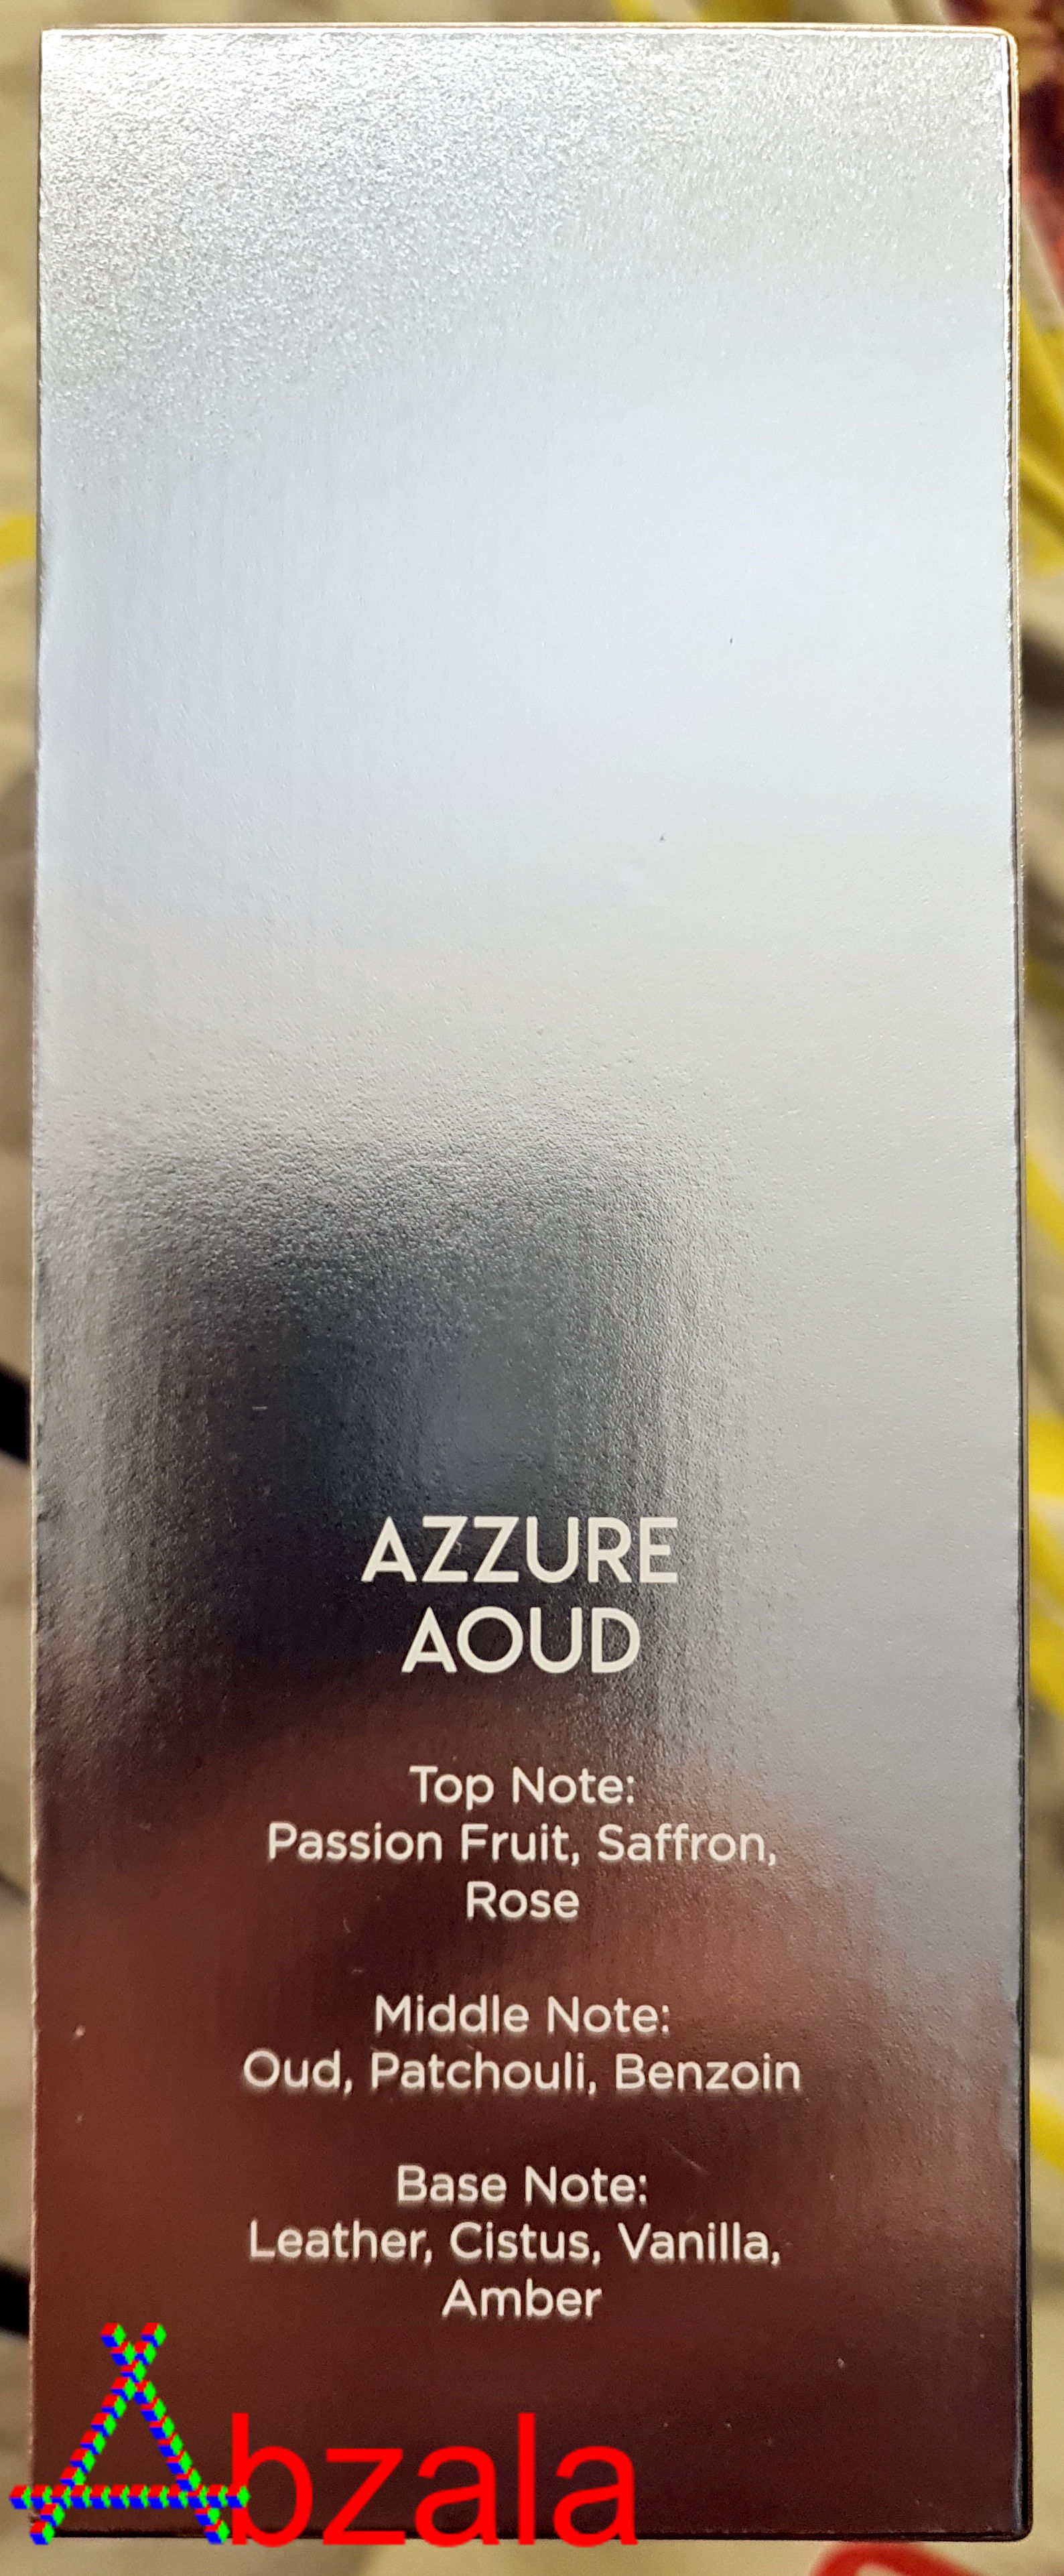 AZZURE
AOUD
Top Note:
Passion Fruit, Saffron,
Rose
Middle Note:
Oud, Patchouli, Benzoin
Base Note:
Leather, Cistus, Vanilla,
Amber
Abzala